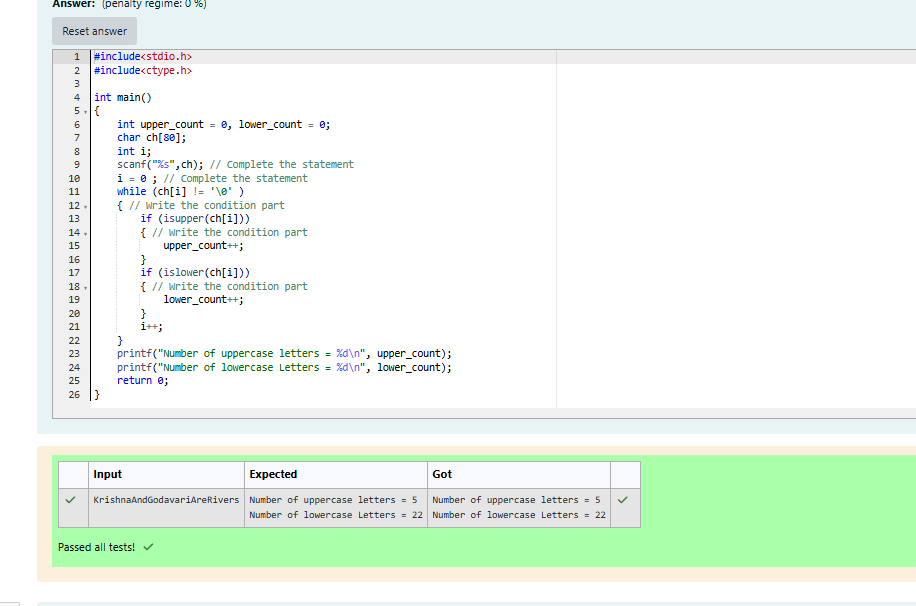 Answer: (penalty regime: 0 %)
Reset answer
1 #include<stdio.h>
2 #include<ctype.h>
3
4 int main()
5 {
6 int upper_count = 0, lower_count = 0;
7 char ch[80];
8 int i;
9 scanf("%s",ch); // Complete the statement
10 i = 0 ; // Complete the statement
11 while (ch[i] != '\0' )
12 { // Write the condition part
13 if (isupper(ch[i]))
14 { // Write the condition part
15 upper_count++;
16 }
17 if (islower(ch[i]))
18 { // Write the condition part
19 lower_count++;
20 }
21 i++;
22 }
23 printf("Number of uppercase letters = %d\n", upper_count);
24 printf("Number of lowercase Letters = %d\n", lower_count);
25 return 0;
26 }
Input Expected Got
KrishnaAndGodavariAreRivers Number of uppercase letters = 5 Number of uppercase letters = 5
Number of lowercase Letters = 22 Number of lowercase Letters = 22
Passed all tests!